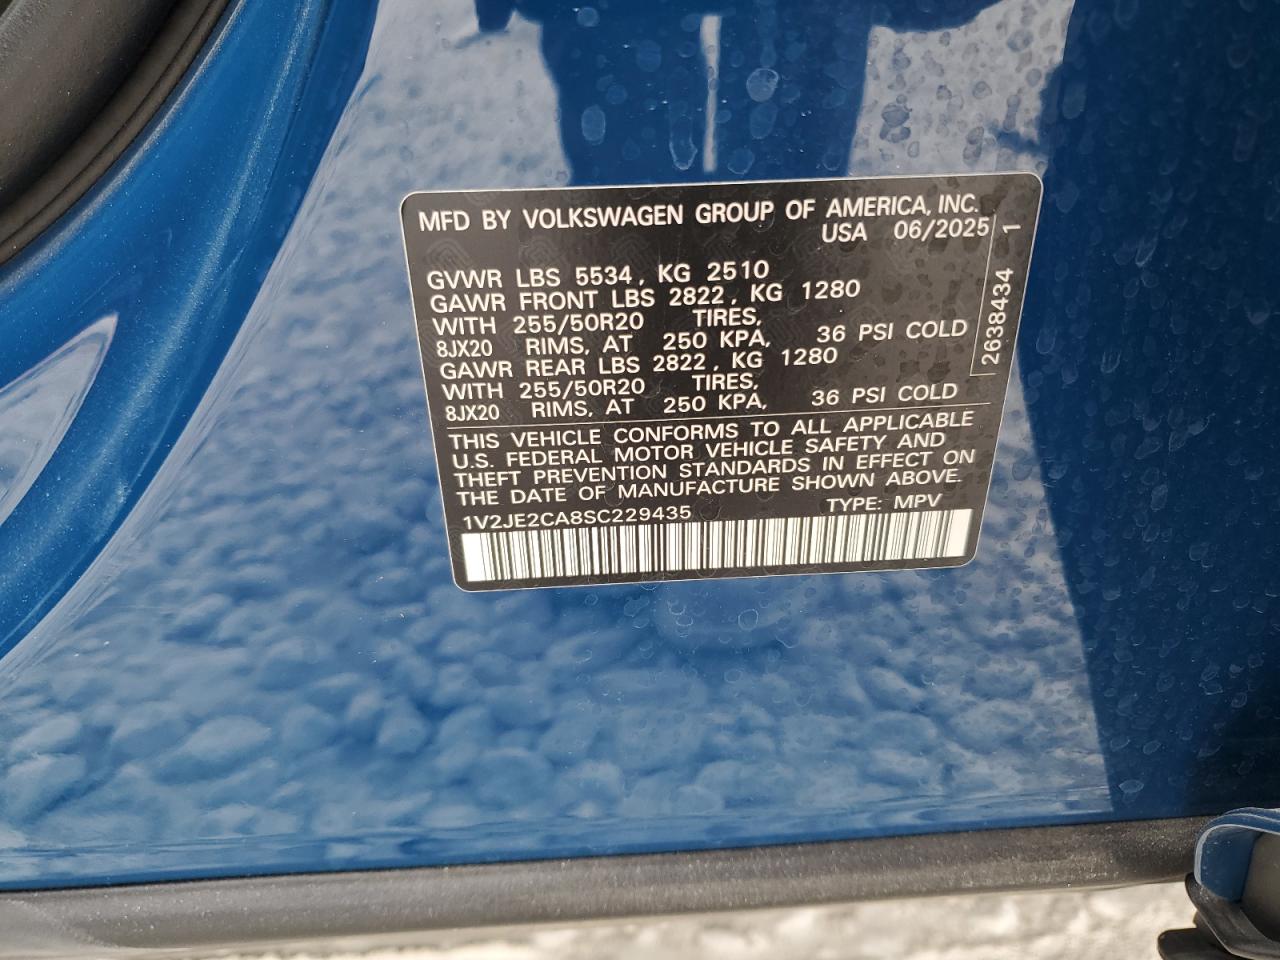 MFD BY VOLKSWAGEN GROUP OF AMERICA, INC.
USA 06/2025
GVWR LBS 5534, KG 2510
GAWR FRONT LBS 2822, KG 1280
WITH 255/50R20 TIRES,
8JX20 RIMS, AT 250 KPA, 36 PSI COLD
GAWR REAR LBS 2822, KG 1280
WITH 255/50R20 TIRES,
8JX20 RIMS, AT 250 KPA, 36 PSI COLD
THIS VEHICLE CONFORMS TO ALL APPLICABLE
U.S. FEDERAL MOTOR VEHICLE SAFETY AND
THEFT PREVENTION STANDARDS IN EFFECT ON
THE DATE OF MANUFACTURE SHOWN ABOVE.
1V2JE2CA8SC229435 TYPE: MPV
2638434 1